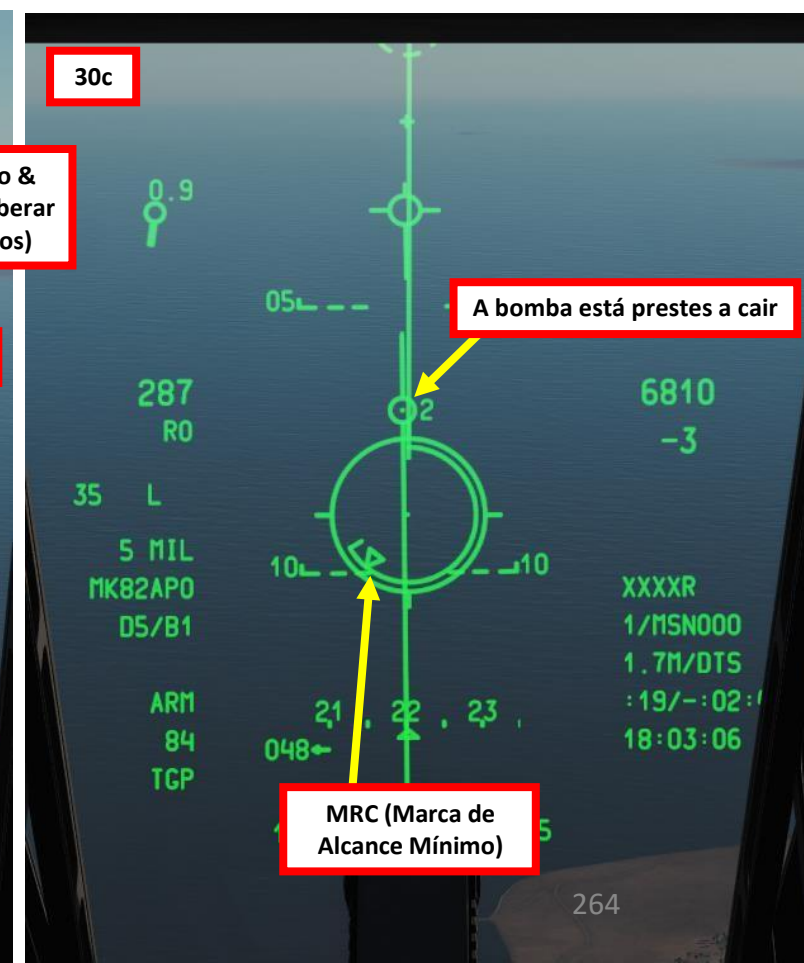 30c
o &
berar
os)
0.9
05
A bomba está prestes a cair
287
6810
2
R0
-3
35 L
5 MIL
10
10
MK82APO
XXXXR
D5/B1
1/MSN000
1.7M/DTS
ARM
21 . 22 . 23 .
:19/-:02:
84
048←
18:03:06
TGP
MRC (Marca de
Alcance Mínimo)
5
264